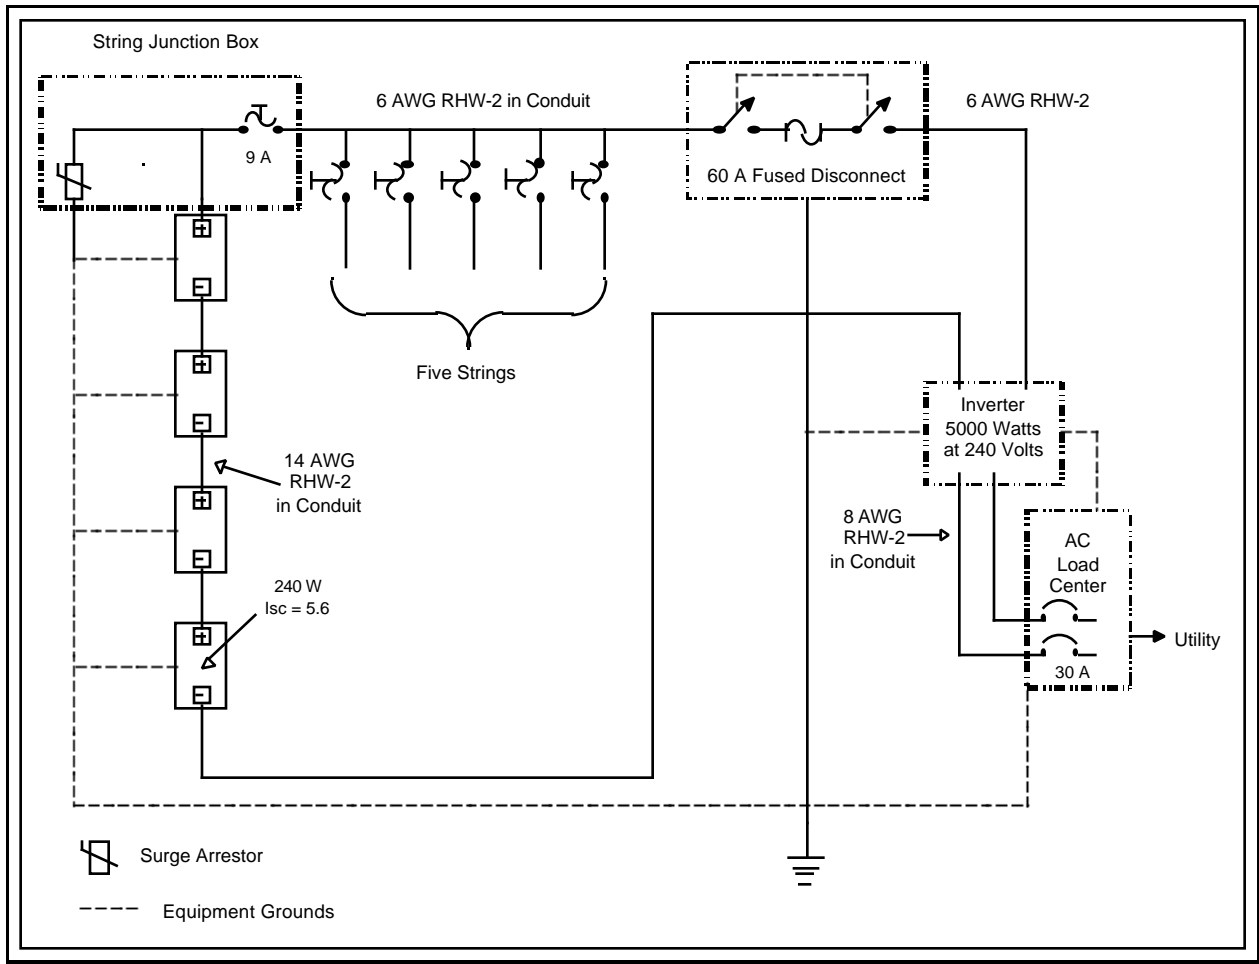 String Junction Box
6 AWG RHW-2 in Conduit
6 AWG RHW-2
9 A
60 A Fused Disconnect
Five Strings
Inverter
5000 Watts
at 240 Volts
14 AWG
RHW-2
in Conduit
8 AWG
RHW-2
in Conduit
AC
Load
Center
240 W
Isc = 5.6
Utility
30 A
Surge Arrestor
Equipment Grounds